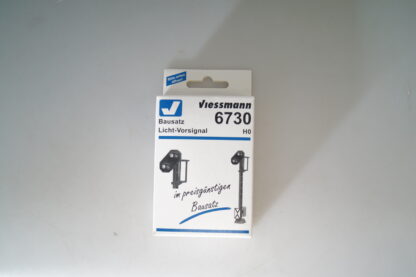 Viessmann
6730
Bausatz
Licht-Vorsignal H0
im preisgünstigen
Bausatz